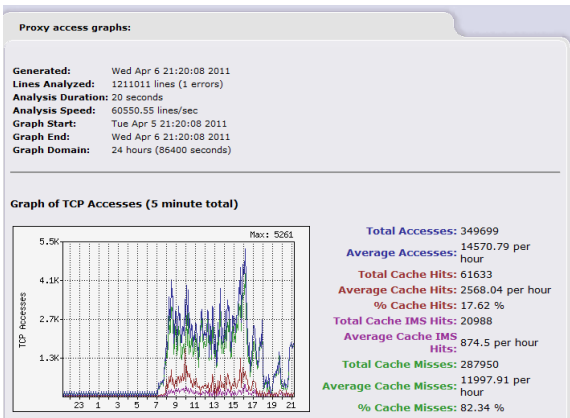 Proxy access graphs:
Generated: Wed Apr 6 21:20:08 2011
Lines Analyzed: 1211011 lines (1 errors)
Analysis Duration: 20 seconds
Analysis Speed: 60550.55 lines/sec
Graph Start: Tue Apr 5 21:20:08 2011
Graph End: Wed Apr 6 21:20:08 2011
Graph Domain: 24 hours (86400 seconds)
Graph of TCP Accesses (5 minute total)
Max: 5261
5.5K
4.1K
2.7K
1.3K
TCP Accesses
23 1 3 5 7 9 11 13 15 17 19 21
Total Accesses: 349699
Average Accesses: 14570.79 per
hour
Total Cache Hits: 61633
Average Cache Hits: 2568.04 per hour
% Cache Hits: 17.62 %
Total Cache IMS Hits: 20988
Average Cache IMS
Hits: 874.5 per hour
Total Cache Misses: 287950
Average Cache Misses: 11997.91 per
hour
% Cache Misses: 82.34 %